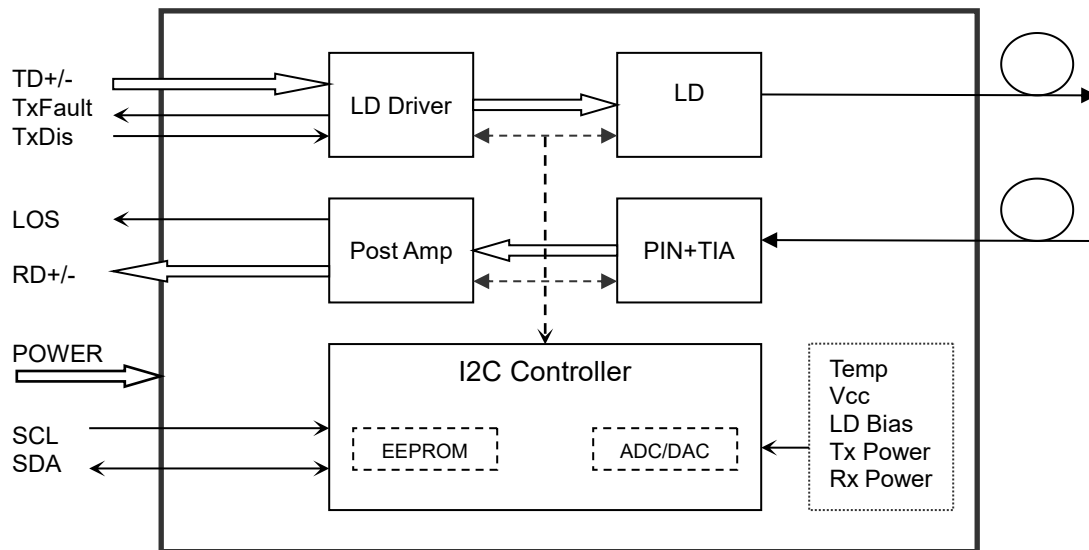 TD+/-
TxFault
TxDis
LD Driver
LD
LOS
RD+/-
Post Amp
PIN+TIA
POWER
SCL
SDA
I2C Controller
EEPROM
ADC/DAC
Temp
Vcc
LD Bias
Tx Power
Rx Power